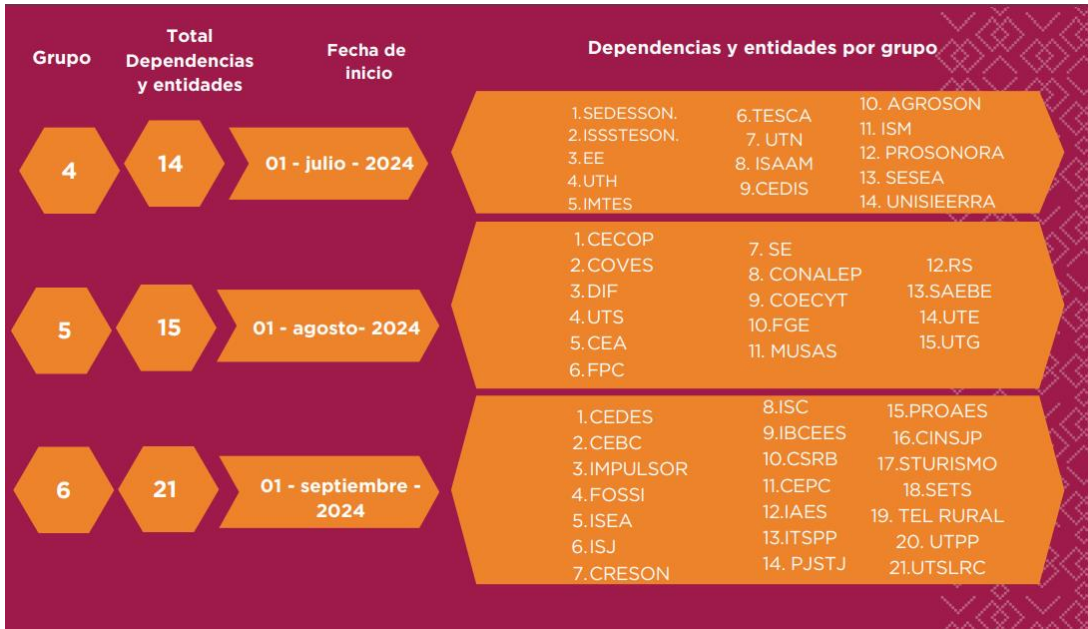 Grupo
Total
Dependencias
y entidades
Fecha de
inicio
Dependencias y entidades por grupo
4
14
01 - julio - 2024
1.SEDESSON.
2.ISSSTESON.
3.EE
4.UTH
5.IMTES
6.TESCA
7. UTN
8. ISAAM
9.CEDIS
10. AGROSON
11. ISM
12. PROSONORA
13. SESEA
14. UNISIEERRA
5
15
01 - agosto- 2024
1.CECOP
2.COVES
3.DIF
4.UTS
5.CEA
6.FPC
7. SE
8. CONALEP
9. COECYT
10.FGE
11. MUSAS
12.RS
13.SAEBE
14.UTE
15.UTG
6
21
01 - septiembre -
2024
1.CEDES
2.CEBC
3.IMPULSOR
4.FOSSI
5.ISEA
6.ISJ
7.CRESON
8.ISC
9.IBCEES
10.CSRB
11.CEPC
12.IAES
13.ITSPP
14. PJSTJ
15.PROAES
16.CINSJP
17.STURISMO
18.SETS
19. TEL RURAL
20. UTPP
21.UTSLRC